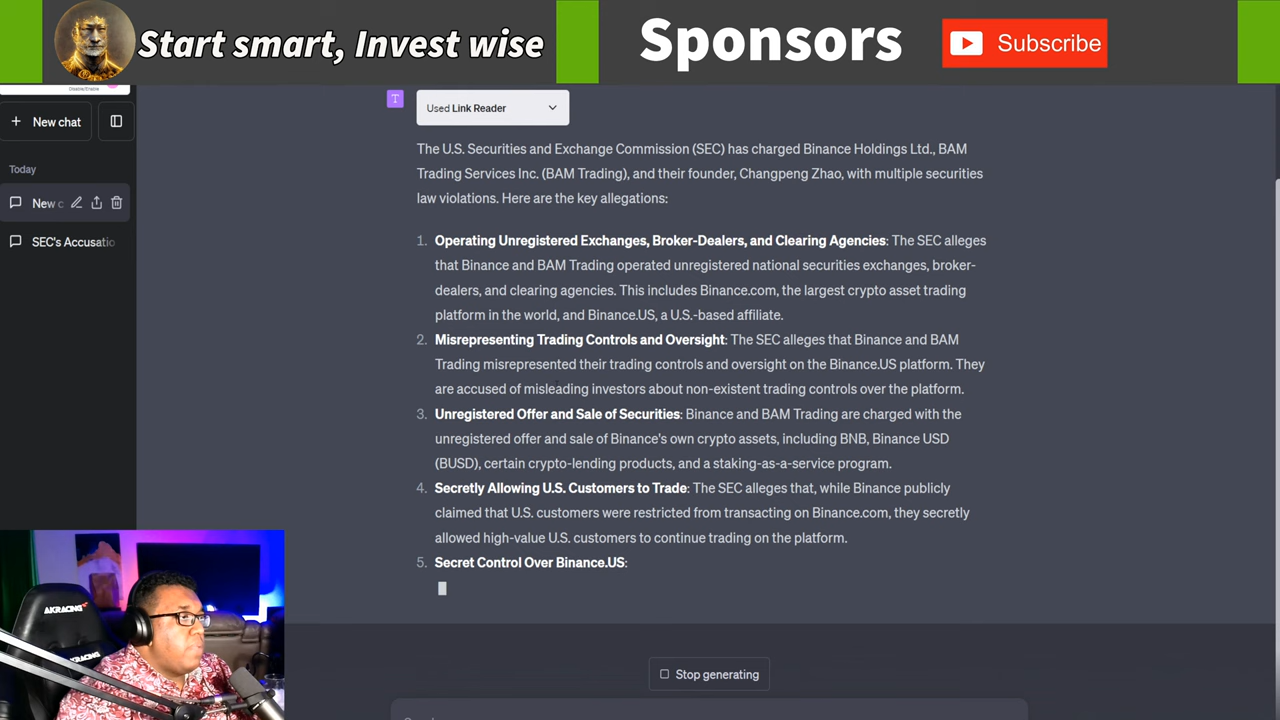 Start smart, Invest wise
Sponsors
Subscribe
New chat
Today
New c
SEC's Accusatio
T
Used Link Reader
The U.S. Securities and Exchange Commission (SEC) has charged Binance Holdings Ltd., BAM
Trading Services Inc. (BAM Trading), and their founder, Changpeng Zhao, with multiple securities
law violations. Here are the key allegations:
1. Operating Unregistered Exchanges, Broker-Dealers, and Clearing Agencies: The SEC alleges
that Binance and BAM Trading operated unregistered national securities exchanges, broker-
dealers, and clearing agencies. This includes Binance.com, the largest crypto asset trading
platform in the world, and Binance.US, a U.S.-based affiliate.
2. Misrepresenting Trading Controls and Oversight: The SEC alleges that Binance and BAM
Trading misrepresented their trading controls and oversight on the Binance.US platform. They
are accused of misleading investors about non-existent trading controls over the platform.
3. Unregistered Offer and Sale of Securities: Binance and BAM Trading are charged with the
unregistered offer and sale of Binance's own crypto assets, including BNB, Binance USD
(BUSD), certain crypto-lending products, and a staking-as-a-service program.
4. Secretly Allowing U.S. Customers to Trade: The SEC alleges that, while Binance publicly
claimed that U.S. customers were restricted from transacting on Binance.com, they secretly
allowed high-value U.S. customers to continue trading on the platform.
5. Secret Control Over Binance.US:
Stop generating
AKRACING
AKRACING